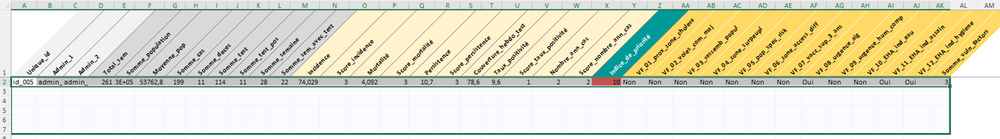 A B C D E F G H I J K L M N O P Q R S T U V W X Y Z AA AB AC AD AE AF AG AH AI AJ AK AL AM
1
Unique_id
Admin_1
Admin_2
Total_sem
Somme_population
Moyenne_pop
Somme_cas
Somme_deces
Somme_test
Somme_test_pos
Somme_semaine
Somme_sem_avec_test
Incidence
Score_incidence
Mortalité
Score_mortalité
Persistence
Score_persistence
Couverture_hebdo_test
Taux_positivité
Score_taux_positivité
Nombre_ann_cas
Score_nombre_ann_cas
Indice_de_priorité
VF_01_prox_zone_cholera
VF_02_voies_com_maj
VF_03_rassemb_popul
VF_04_zone_surpeupl
VF_05_pop_spec_risk
VF_06_zone_access_diff
VF_07_vacc_sup_3_ans
VF_08_urgence_aig
VF_09_urgence_hum_comp
VF_10_EHA_ind_eau
VF_11_EHA_ind_assain
VF_12_EHA_ind_hygiene
Somme_vuln_factors
2 id_005 admin_ admin_ 261 3E+05 53762,8 199 11 114 11 28 22 74,029 3 4,092 3 10,7 3 78,6 9,6 1 2 2 10 Non Non Non Non Non Non Non Oui Non Non Oui Oui 3
3
4
5
6
7
8